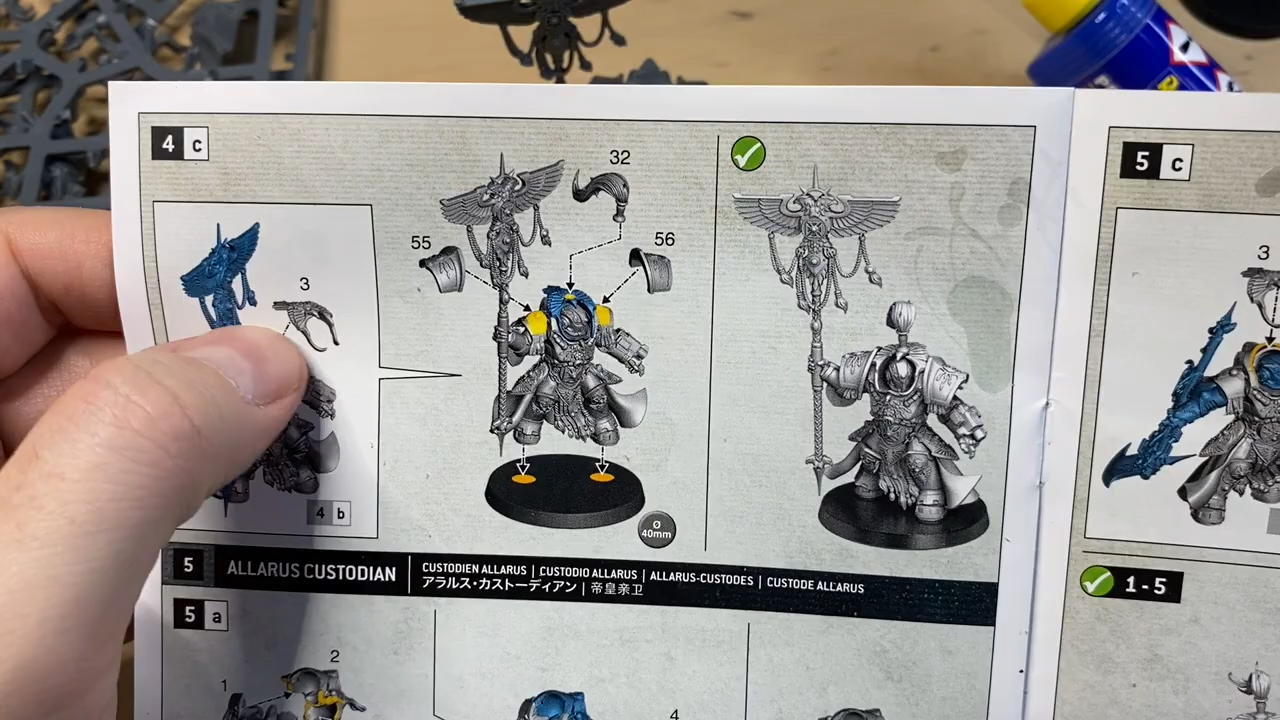 4 c
32
55
56
3
4 b
Ø
40mm
5 c
3
5 ALLARUS CUSTODIAN
CUSTODIEN ALLARUS | CUSTODIO ALLARUS | ALLARUS-CUSTODES | CUSTODE ALLARUS
アラルス・カストーディアン | 帝皇亲卫
1-5
5 a
1
2
4